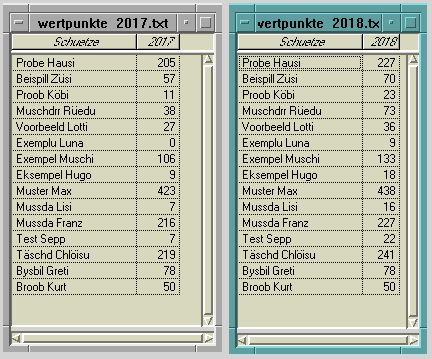 wertpunkte 2017.txt
Schuetze 2017
Probe Hausi 205
Beispill Züsi 57
Proob Köbi 11
Muschdrr Rüedu 38
Voorbeeld Lotti 27
Exemplu Luna 0
Exempel Muschi 106
Eksempel Hugo 9
Muster Max 423
Mussda Lisi 7
Mussda Franz 216
Test Sepp 7
Täschd Chlöisu 219
Bysbil Greti 78
Broob Kurt 50
wertpunkte 2018.tx
Schuetze 2018
Probe Hausi 227
Beispill Züsi 70
Proob Köbi 23
Muschdrr Rüedu 73
Voorbeeld Lotti 36
Exemplu Luna 9
Exempel Muschi 133
Eksempel Hugo 18
Muster Max 438
Mussda Lisi 16
Mussda Franz 227
Test Sepp 22
Täschd Chlöisu 241
Bysbil Greti 78
Broob Kurt 50